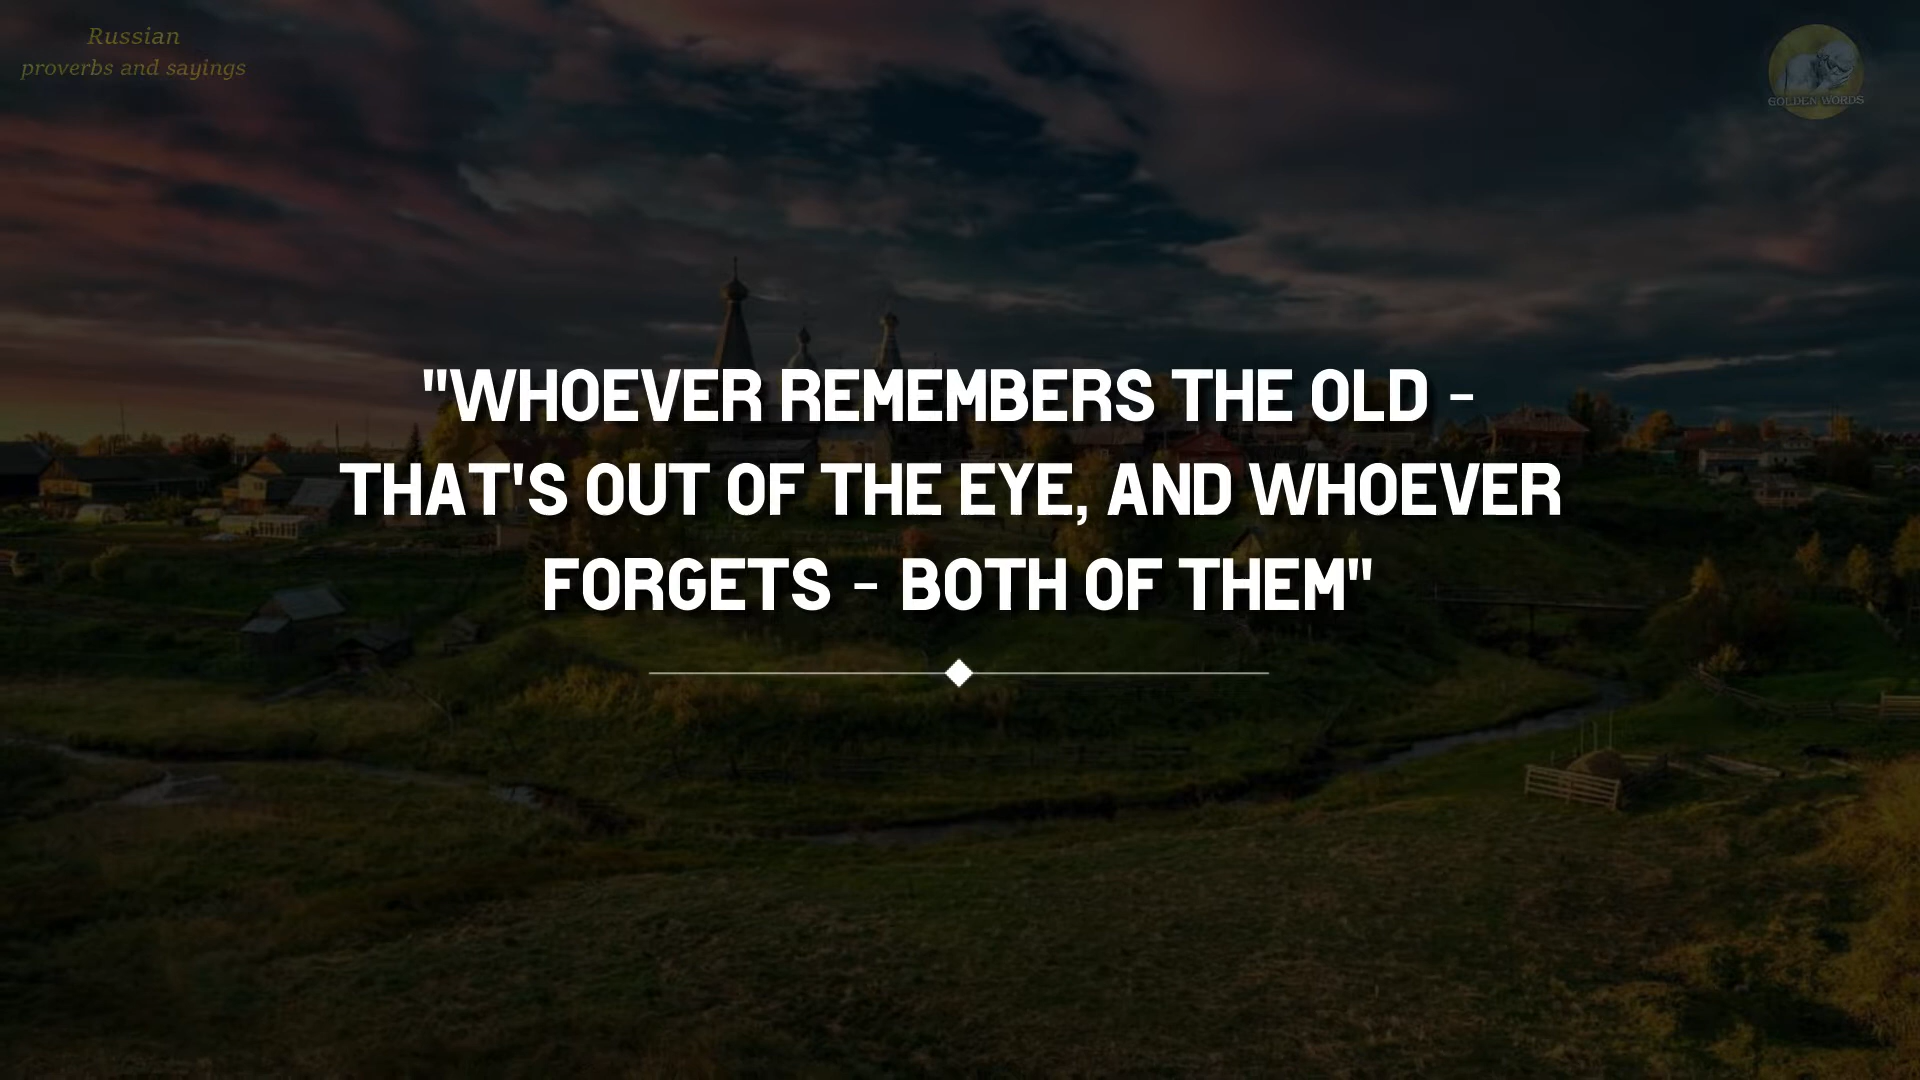 Russian
proverbs and sayings
GOLDEN WORDS
"WHOEVER REMEMBERS THE OLD -
THAT'S OUT OF THE EYE, AND WHOEVER
FORGETS - BOTH OF THEM"